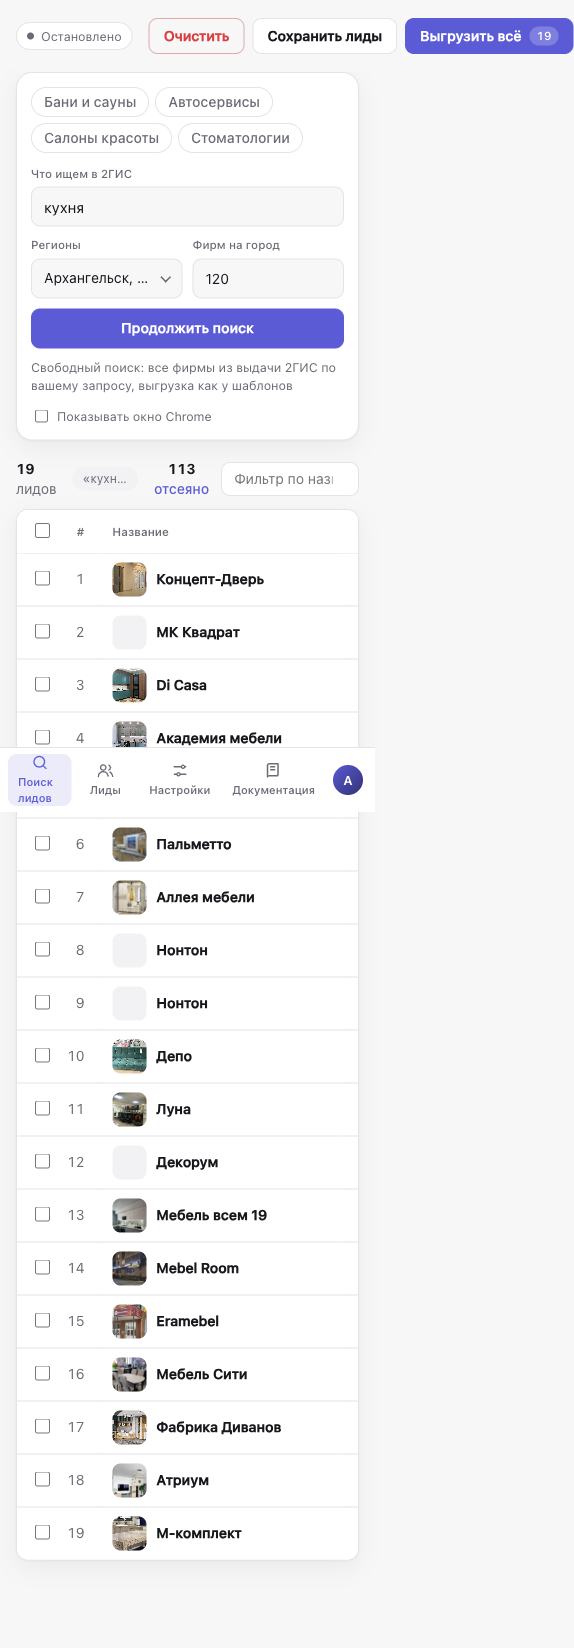 Остановлено
Очистить
Сохранить лиды
Выгрузить всё 19
Бани и сауны
Автосервисы
Салоны красоты
Стоматологии
Что ищем в 2ГИС
кухня
Регионы
Фирм на город
Архангельск, ...
120
Продолжить поиск
Свободный поиск: все фирмы из выдачи 2ГИС по
вашему запросу, выгрузка как у шаблонов
Показывать окно Chrome
19
лидов
«кухн...
113
отсеяно
Фильтр по наз
# Название
1 Концепт-Дверь
2 МК Квадрат
3 Di Casa
4 Академия мебели
Поиск
лидов
Лиды
Настройки
Документация
A
6 Пальметто
7 Аллея мебели
8 Нонтон
9 Нонтон
10 Депо
11 Луна
12 Декорум
13 Мебель всем 19
14 Mebel Room
15 Eramebel
16 Мебель Сити
17 Фабрика Диванов
18 Атриум
19 М-комплект